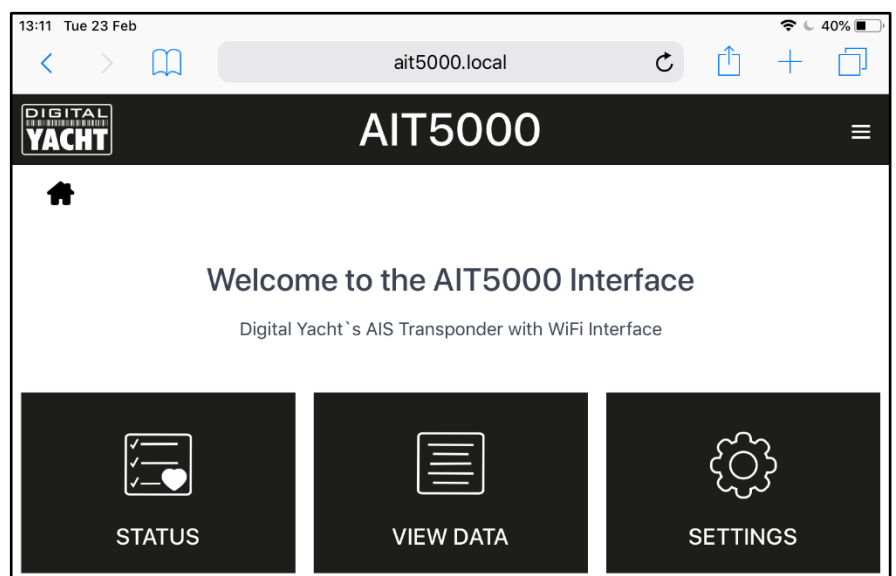 13:11 Tue 23 Feb 40%
ait5000.local
DIGITAL
YACHT
AIT5000
Welcome to the AIT5000 Interface
Digital Yacht`s AIS Transponder with WiFi Interface
STATUS VIEW DATA SETTINGS